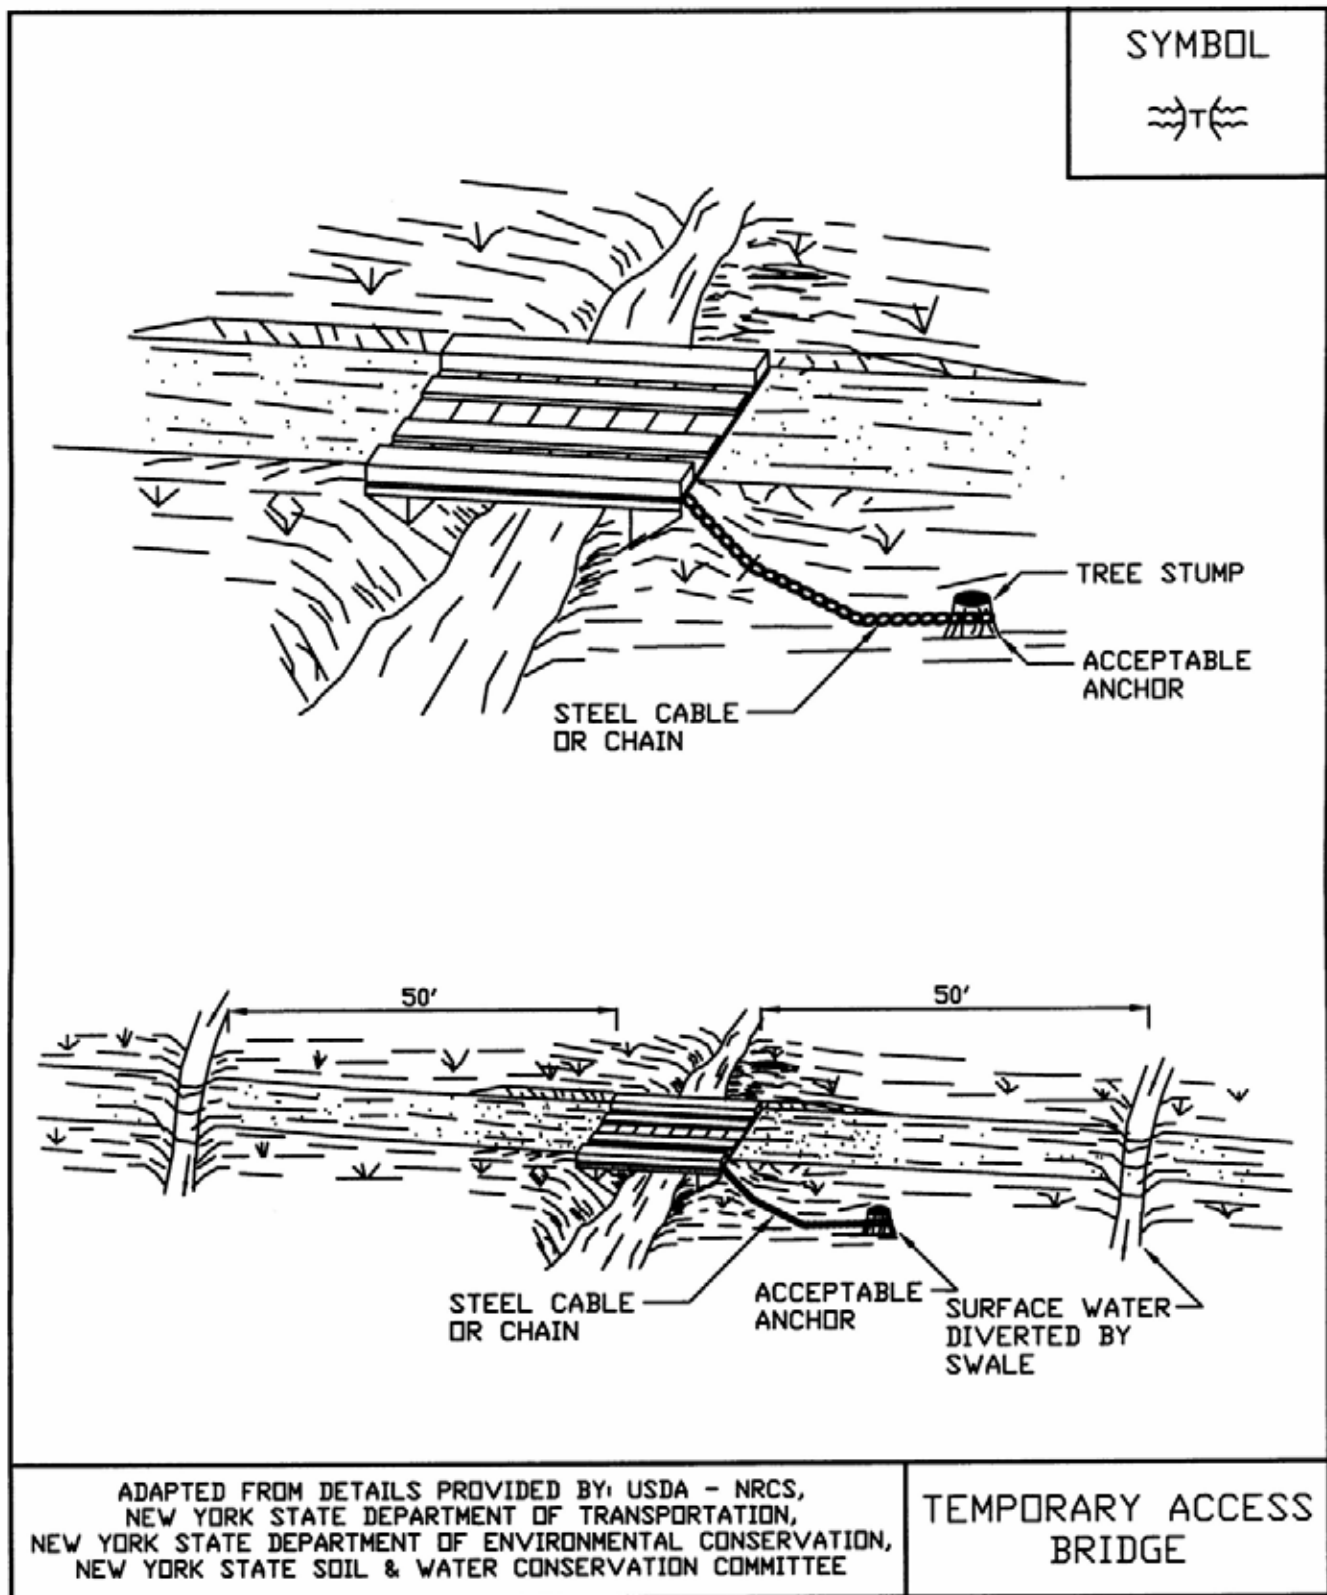 SYMBOL
T
TREE STUMP
ACCEPTABLE
ANCHOR
STEEL CABLE
OR CHAIN
50'
50'
STEEL CABLE
OR CHAIN
ACCEPTABLE
ANCHOR
SURFACE WATER
DIVERTED BY
SWALE
ADAPTED FROM DETAILS PROVIDED BY: USDA - NRCS,
NEW YORK STATE DEPARTMENT OF TRANSPORTATION,
NEW YORK STATE DEPARTMENT OF ENVIRONMENTAL CONSERVATION,
NEW YORK STATE SOIL & WATER CONSERVATION COMMITTEE
TEMPORARY ACCESS
BRIDGE